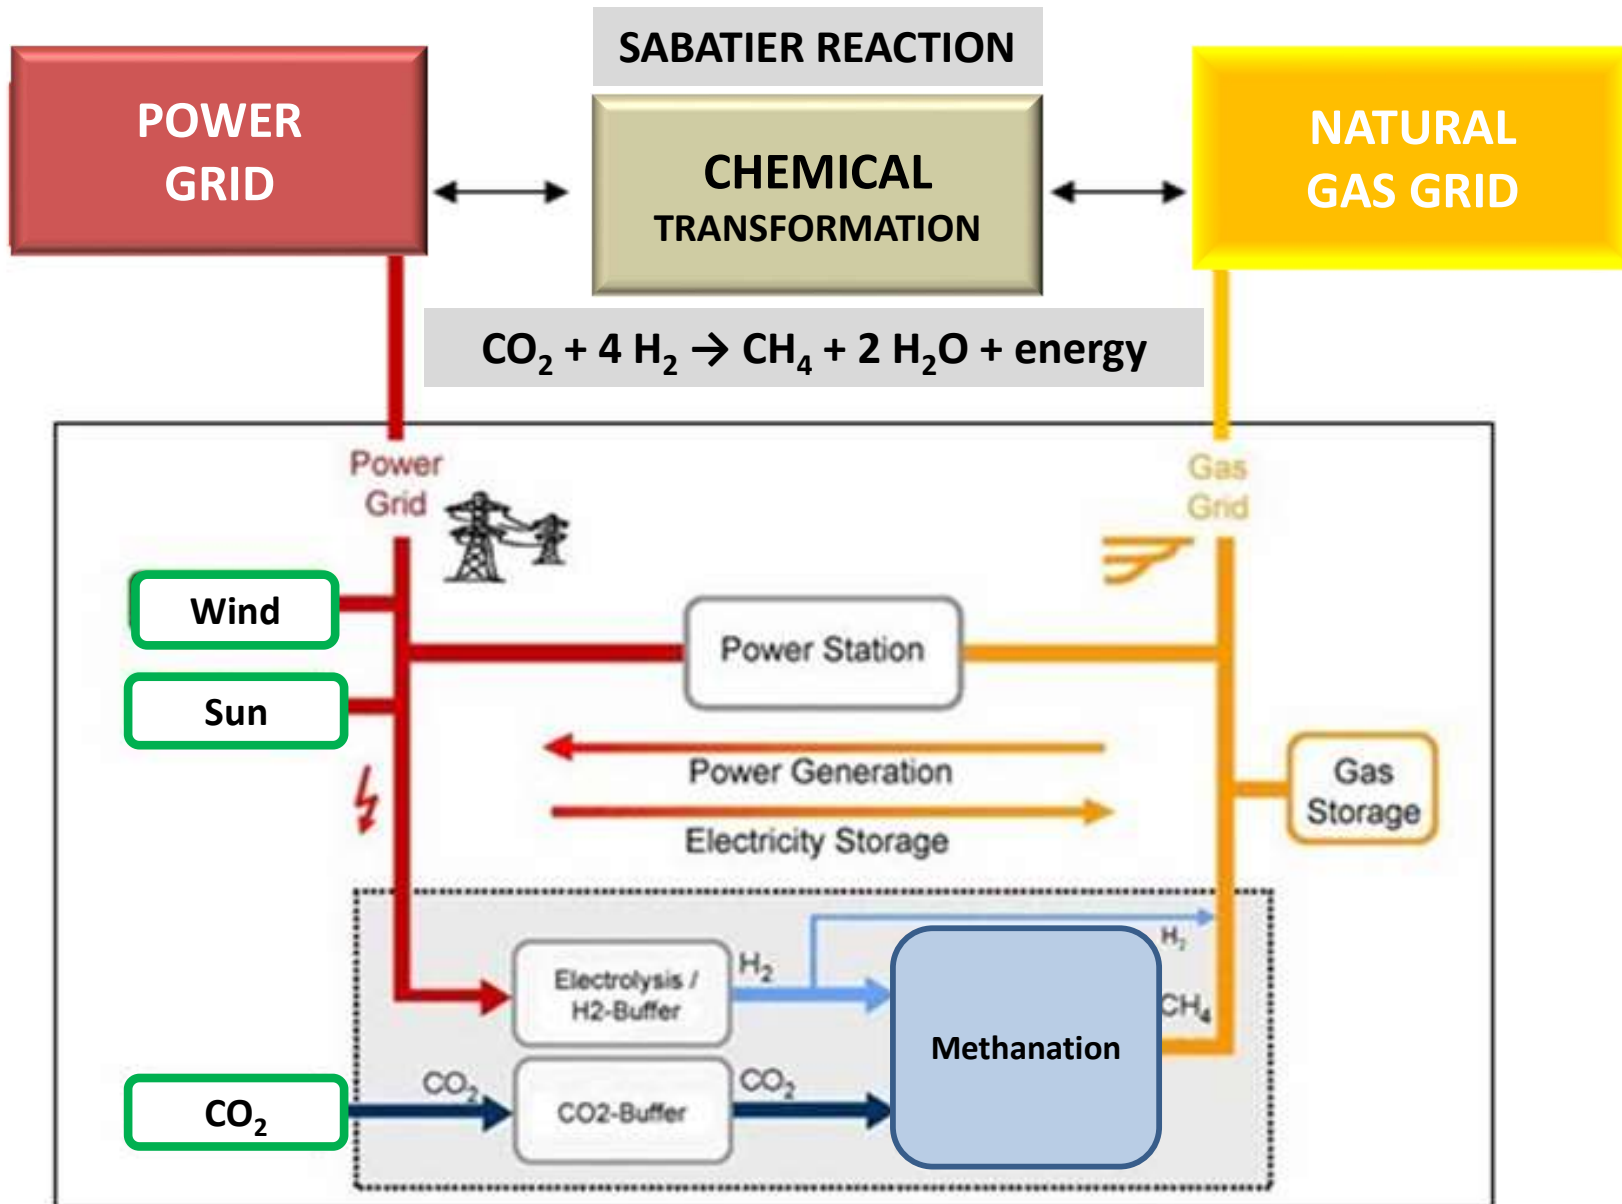 SABATIER REACTION
POWER
GRID
CHEMICAL
TRANSFORMATION
NATURAL
GAS GRID
CO₂ + 4 H₂ → CH₄ + 2 H₂O + energy
Power
Grid
Gas
Grid
Wind
Power Station
Sun
Power Generation
Gas
Storage
Electricity Storage
H₂
Electrolysis /
H2-Buffer
H₂
CH₄
Methanation
CO₂
CO₂
CO2-Buffer
CO₂